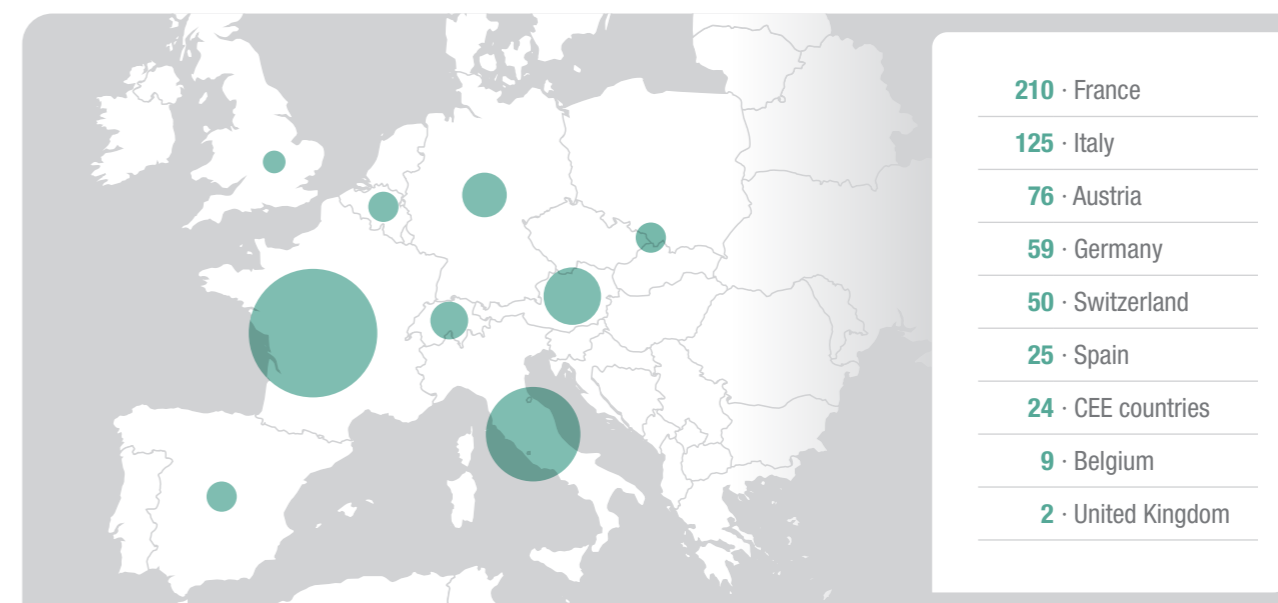 210 · France
125 · Italy
76 · Austria
59 · Germany
50 · Switzerland
25 · Spain
24 · CEE countries
9 · Belgium
2 · United Kingdom